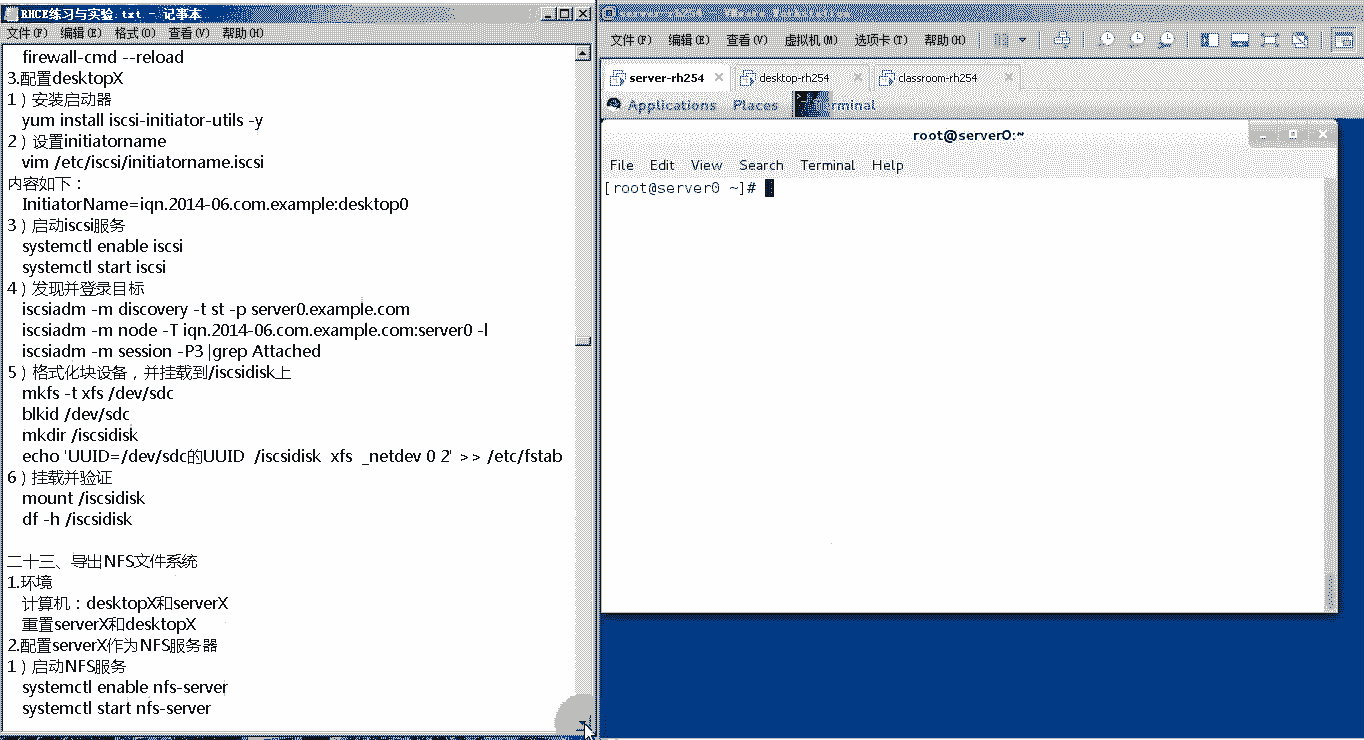 RHCE练习与实验.txt - 记事本
文件(F) 编辑(E) 格式(O) 查看(V) 帮助(H)
firewall-cmd --reload
3.配置desktopX
1）安装启动器
yum install iscsi-initiator-utils -y
2）设置initiatorname
vim /etc/iscsi/initiatorname.iscsi
内容如下：
InitiatorName=iqn.2014-06.com.example:desktop0
3）启动iscsi服务
systemctl enable iscsi
systemctl start iscsi
4）发现并登录目标
iscsiadm -m discovery -t st -p server0.example.com
iscsiadm -m node -T iqn.2014-06.com.example.com:server0 -l
iscsiadm -m session -P3 |grep Attached
5）格式化块设备，并挂载到/iscsidisk上
mkfs -t xfs /dev/sdc
blkid /dev/sdc
mkdir /iscsidisk
echo 'UUID=/dev/sdc的UUID  /iscsidisk  xfs  _netdev 0 2' >> /etc/fstab
6）挂载并验证
mount /iscsidisk
df -h /iscsidisk
二十三、导出NFS文件系统
1.环境
计算机：desktopX和serverX
重置serverX和desktopX
2.配置serverX作为NFS服务器
1）启动NFS服务
systemctl enable nfs-server
systemctl start nfs-server
文件(F) 编辑(E) 查看(V) 虚拟机(M) 选项卡(T) 帮助(H)
server-rh254 desktop-rh254 classroom-rh254
Applications Places Terminal
root@server0:~
File Edit View Search Terminal Help
[root@server0 ~]#